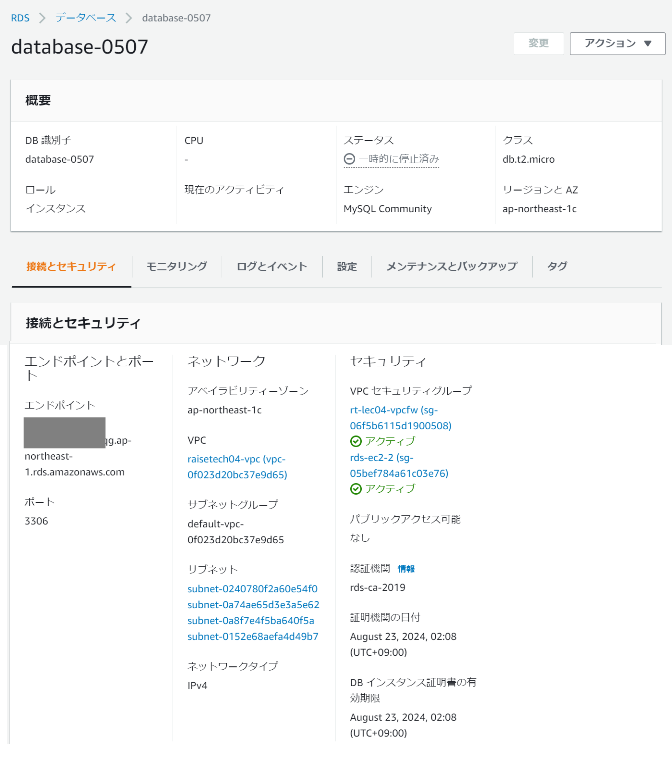 RDS > データベース > database-0507
database-0507
変更
アクション ▼
概要
DB 識別子
database-0507
CPU
-
ステータス
一時的に停止済み
クラス
db.t2.micro
ロール
インスタンス
現在のアクティビティ
エンジン
MySQL Community
リージョンと AZ
ap-northeast-1c
接続とセキュリティ
モニタリング
ログとイベント
設定
メンテナンスとバックアップ
タグ
接続とセキュリティ
エンドポイントとポー
ト
エンドポイント
gg.ap-
northeast-
1.rds.amazonaws.com
ポート
3306
ネットワーク
アベイラビリティーゾーン
ap-northeast-1c
VPC
raisetech04-vpc (vpc-
0f023d20bc37e9d65)
サブネットグループ
default-vpc-
0f023d20bc37e9d65
サブネット
subnet-0240780f2a60e54f0
subnet-0a74ae65d3e3a5e62
subnet-0a8f7e4f5ba640f5a
subnet-0152e68aefa4d49b7
ネットワークタイプ
IPv4
セキュリティ
VPC セキュリティグループ
rt-lec04-vpcfw (sg-
06f5b6115d1900508)
アクティブ
rds-ec2-2 (sg-
05bef784a61c03e76)
アクティブ
パブリックアクセス可能
なし
認証機関 情報
rds-ca-2019
証明機関の日付
August 23, 2024, 02:08
(UTC+09:00)
DB インスタンス証明書の有
効期限
August 23, 2024, 02:08
(UTC+09:00)